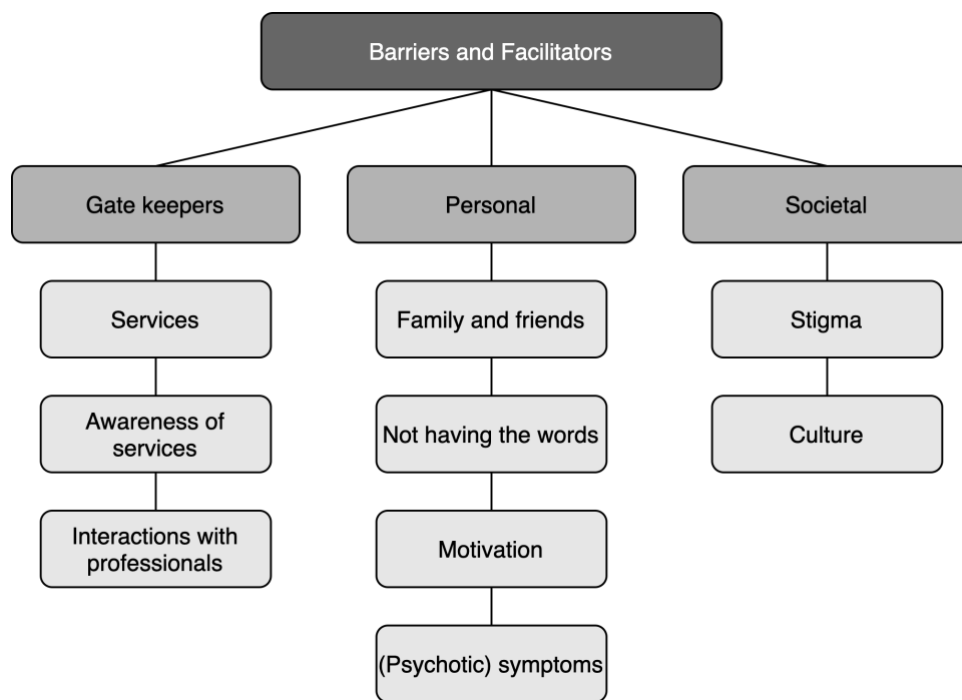 Barriers and Facilitators
Gate keepers
Services
Awareness of
services
Interactions with
professionals
Personal
Family and friends
Not having the words
Motivation
(Psychotic) symptoms
Societal
Stigma
Culture